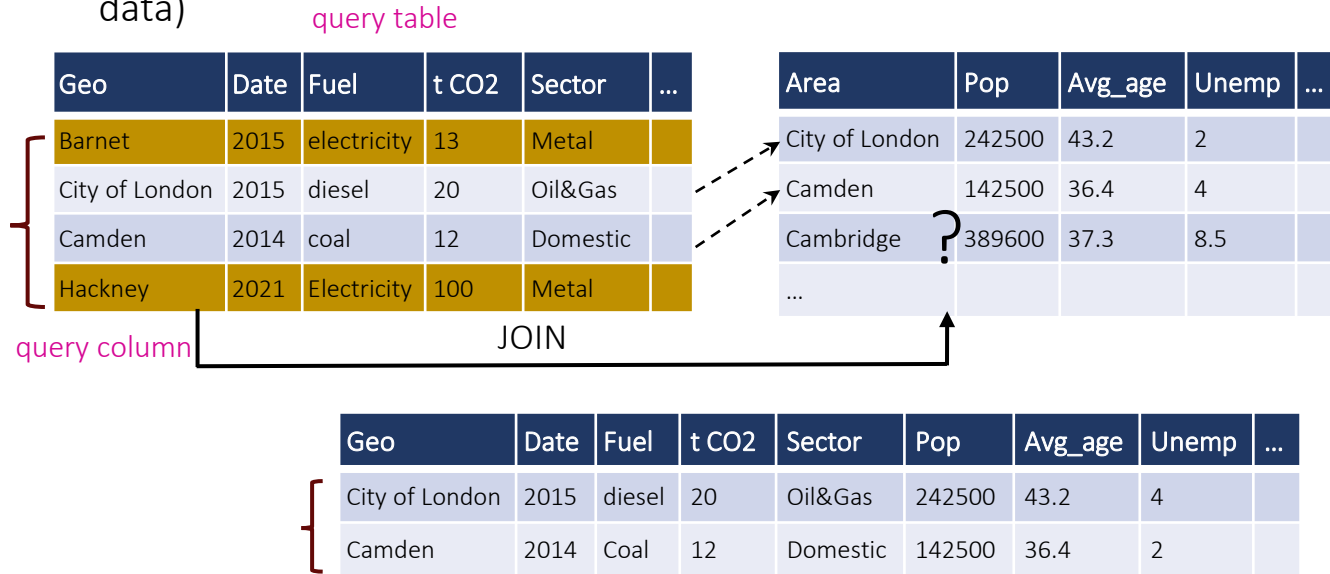 data)
query table
Geo Date Fuel t CO2 Sector ...
Barnet 2015 electricity 13 Metal
City of London 2015 diesel 20 Oil&Gas
Camden 2014 coal 12 Domestic
Hackney 2021 Electricity 100 Metal
Area Pop Avg_age Unemp ...
City of London 242500 43.2 2
Camden 142500 36.4 4
Cambridge ? 389600 37.3 8.5
...
query column
JOIN
Geo Date Fuel t CO2 Sector Pop Avg_age Unemp ...
City of London 2015 diesel 20 Oil&Gas 242500 43.2 4
Camden 2014 Coal 12 Domestic 142500 36.4 2